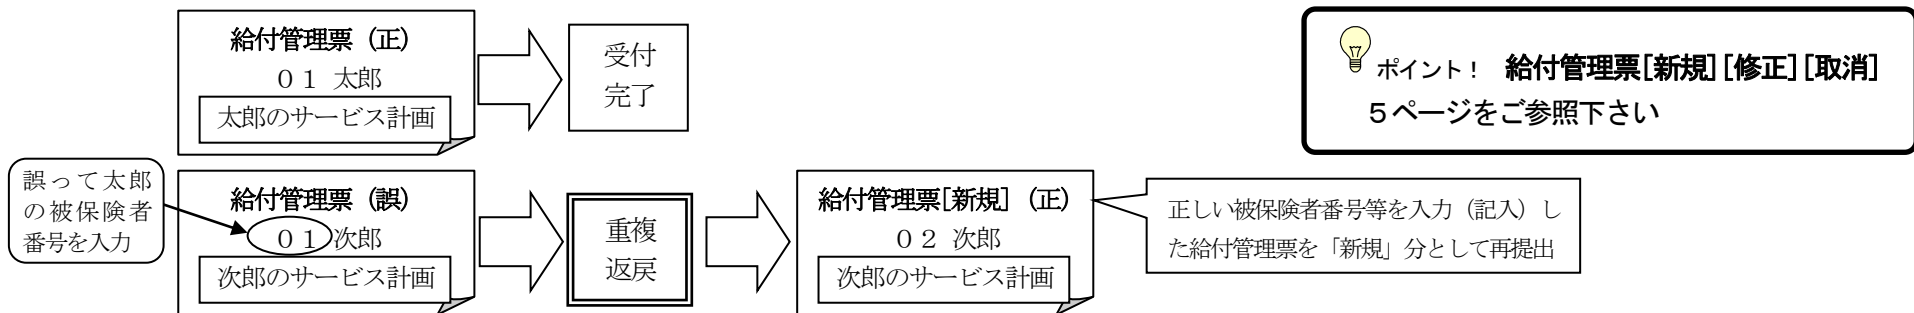 給付管理票（正）
０１ 太郎
太郎のサービス計画
受付
完了
ポイント！ 給付管理票[新規][修正][取消]
５ページをご参照下さい
誤って太郎
の被保険者
番号を入力
給付管理票（誤）
０１ 次郎
次郎のサービス計画
重複
返戻
給付管理票[新規]（正）
０２ 次郎
次郎のサービス計画
正しい被保険者番号等を入力（記入）し
た給付管理票を「新規」分として再提出